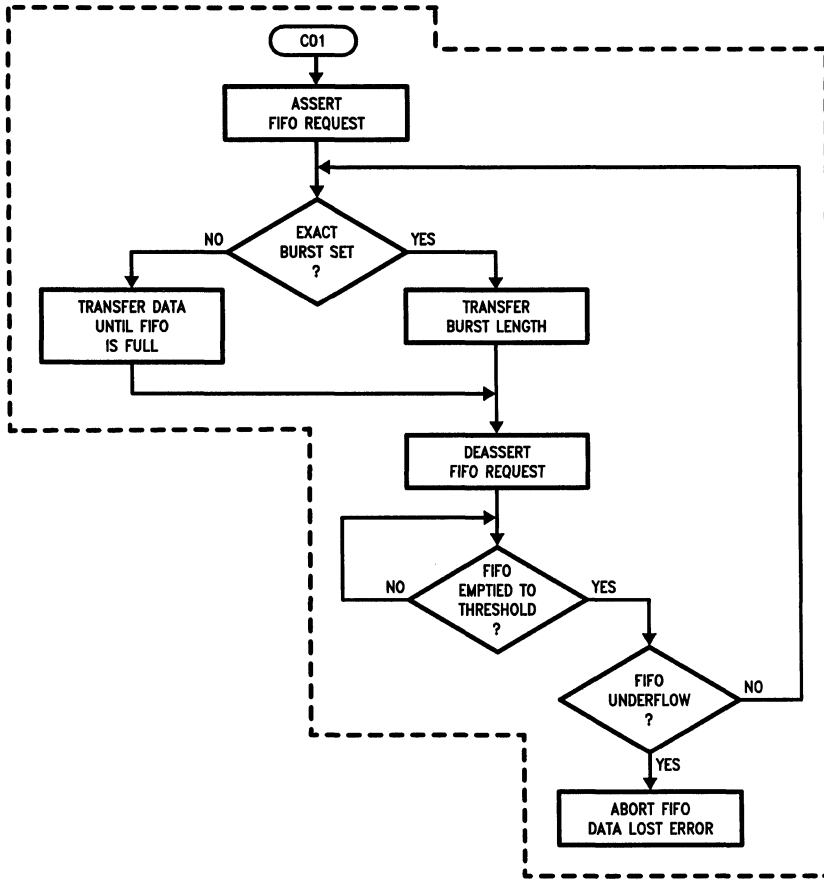 C01
ASSERT
FIFO REQUEST
EXACT
BURST SET
?
NO
YES
TRANSFER DATA
UNTIL FIFO
IS FULL
TRANSFER
BURST LENGTH
DEASSERT
FIFO REQUEST
FIFO
EMPTIED TO
THRESHOLD
?
NO
YES
FIFO
UNDERFLOW
?
NO
YES
ABORT FIFO
DATA LOST ERROR